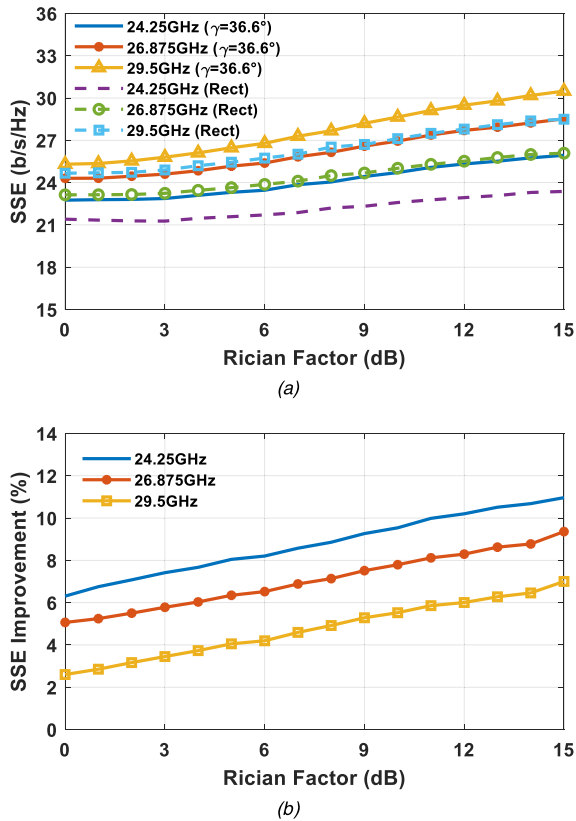 36
33
30
27
24
21
18
15
SSE (b/s/Hz)
24.25GHz (γ=36.6°)
26.875GHz (γ=36.6°)
29.5GHz (γ=36.6°)
24.25GHz (Rect)
26.875GHz (Rect)
29.5GHz (Rect)
0 3 6 9 12 15
Rician Factor (dB)
(a)
14
12
10
8
6
4
2
0
SSE Improvement (%)
24.25GHz
26.875GHz
29.5GHz
0 3 6 9 12 15
Rician Factor (dB)
(b)